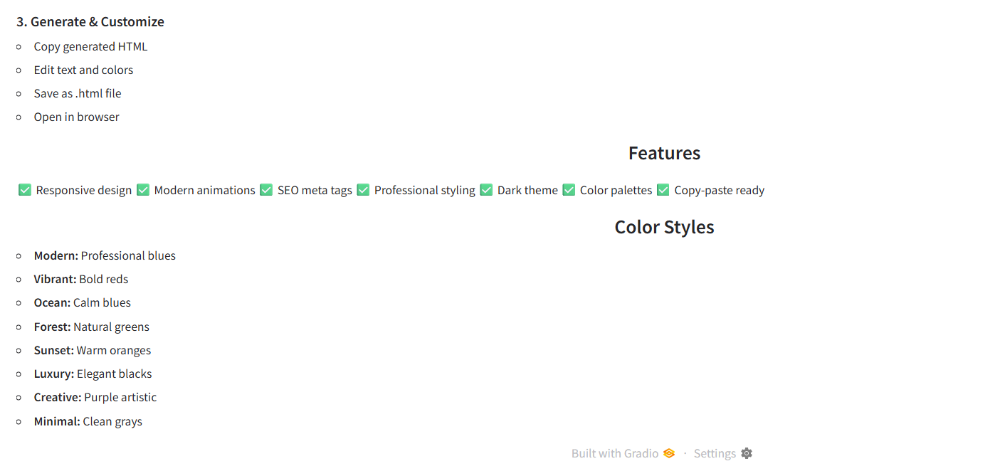 3. Generate & Customize
Copy generated HTML
Edit text and colors
Save as .html file
Open in browser
Features
✅ Responsive design ✅ Modern animations ✅ SEO meta tags ✅ Professional styling ✅ Dark theme ✅ Color palettes ✅ Copy-paste ready
Color Styles
Modern: Professional blues
Vibrant: Bold reds
Ocean: Calm blues
Forest: Natural greens
Sunset: Warm oranges
Luxury: Elegant blacks
Creative: Purple artistic
Minimal: Clean grays
Built with Gradio · Settings